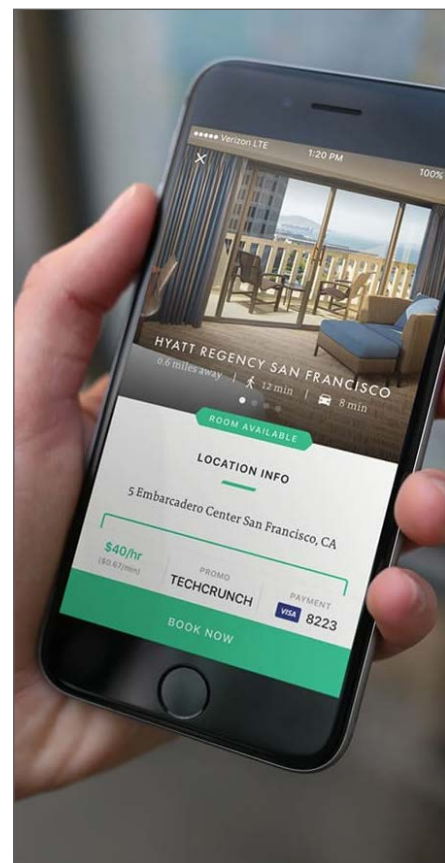 Verizon LTE
1:20 PM
100%
HYATT REGENCY SAN FRANCISCO
0.6 miles away | 12 min | 8 min
ROOM AVAILABLE
LOCATION INFO
5 Embarcadero Center San Francisco, CA
$40/hr
($0.67/min)
PROMO
TECHCRUNCH
PAYMENT
VISA 8223
BOOK NOW